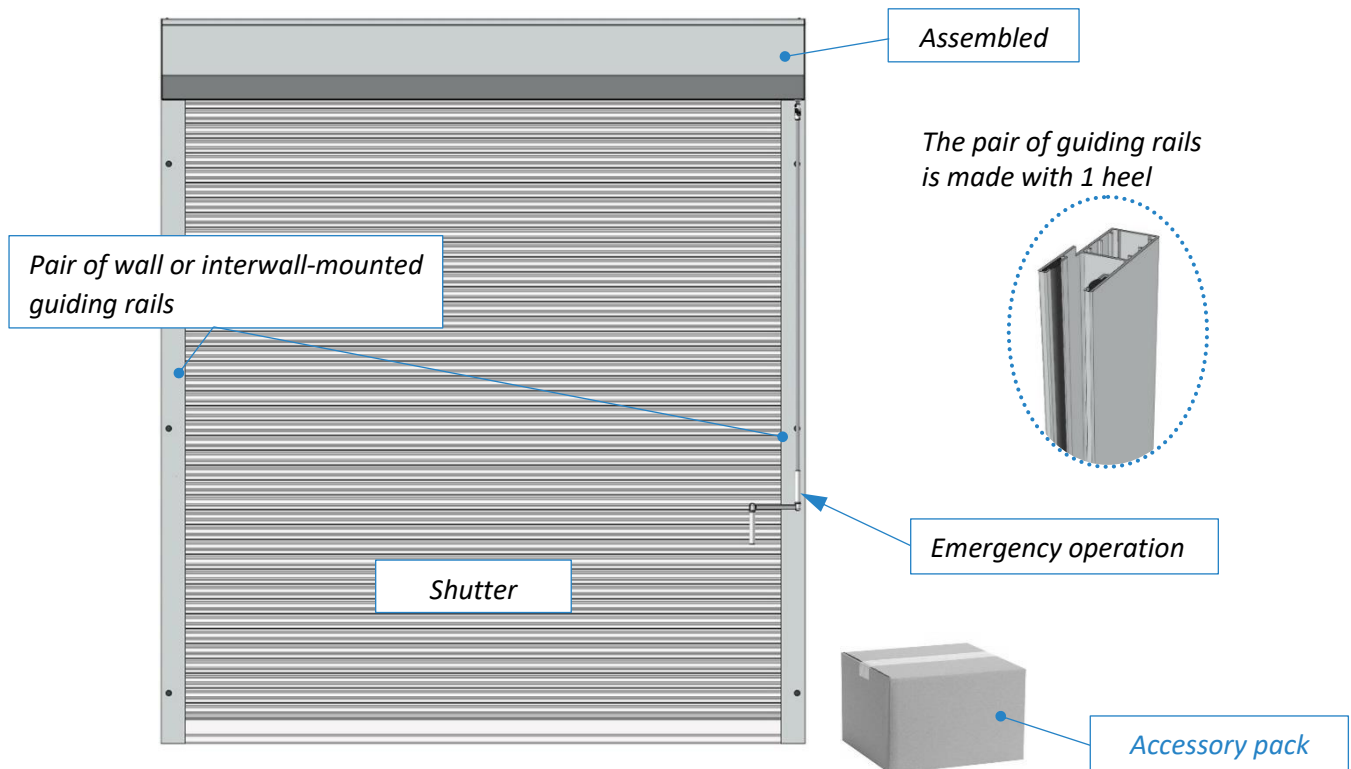 Assembled
The pair of guiding rails
is made with 1 heel
Pair of wall or interwall-mounted
guiding rails
Emergency operation
Shutter
Accessory pack